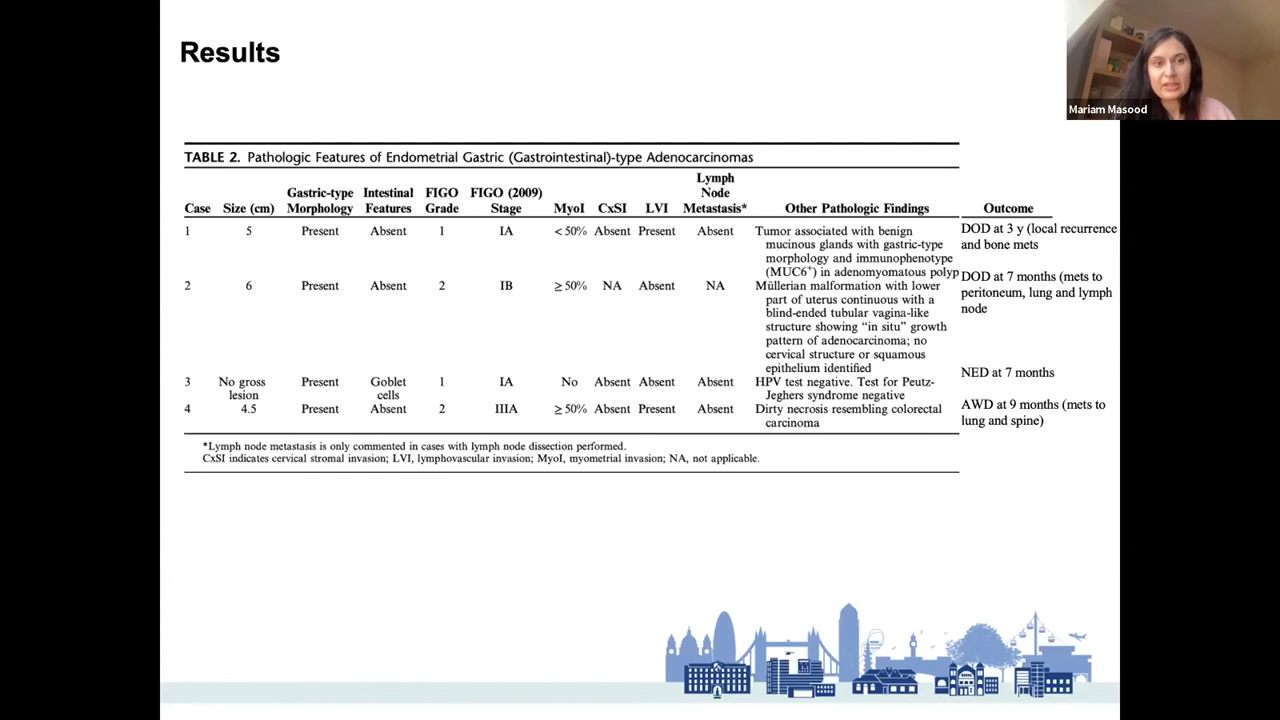 Results
Mariam Masood
TABLE 2. Pathologic Features of Endometrial Gastric (Gastrointestinal)-type Adenocarcinomas
Case Size (cm) Gastric-type Morphology Intestinal Features FIGO Grade FIGO (2009) Stage MyoI CxSI LVI Lymph Node Metastasis* Other Pathologic Findings Outcome
1 5 Present Absent 1 IA < 50% Absent Present Absent Tumor associated with benign
mucinous glands with gastric-type
morphology and immunophenotype
(MUC6+) in adenomyomatous polyp
DOD at 3 y (local recurrence
and bone mets
2 6 Present Absent 2 IB ≥ 50% NA Absent NA Müllerian malformation with lower
part of uterus continuous with a
blind-ended tubular vagina-like
structure showing “in situ” growth
pattern of adenocarcinoma; no
cervical structure or squamous
epithelium identified
DOD at 7 months (mets to
peritoneum, lung and lymph
node
3 No gross lesion Present Goblet cells 1 IA No Absent Absent Absent HPV test negative. Test for Peutz-
Jeghers syndrome negative
NED at 7 months
4 4.5 Present Absent 2 IIIA ≥ 50% Absent Present Absent Dirty necrosis resembling colorectal
carcinoma
AWD at 9 months (mets to
lung and spine)
*Lymph node metastasis is only commented in cases with lymph node dissection performed.
CxSI indicates cervical stromal invasion; LVI, lymphovascular invasion; MyoI, myometrial invasion; NA, not applicable.